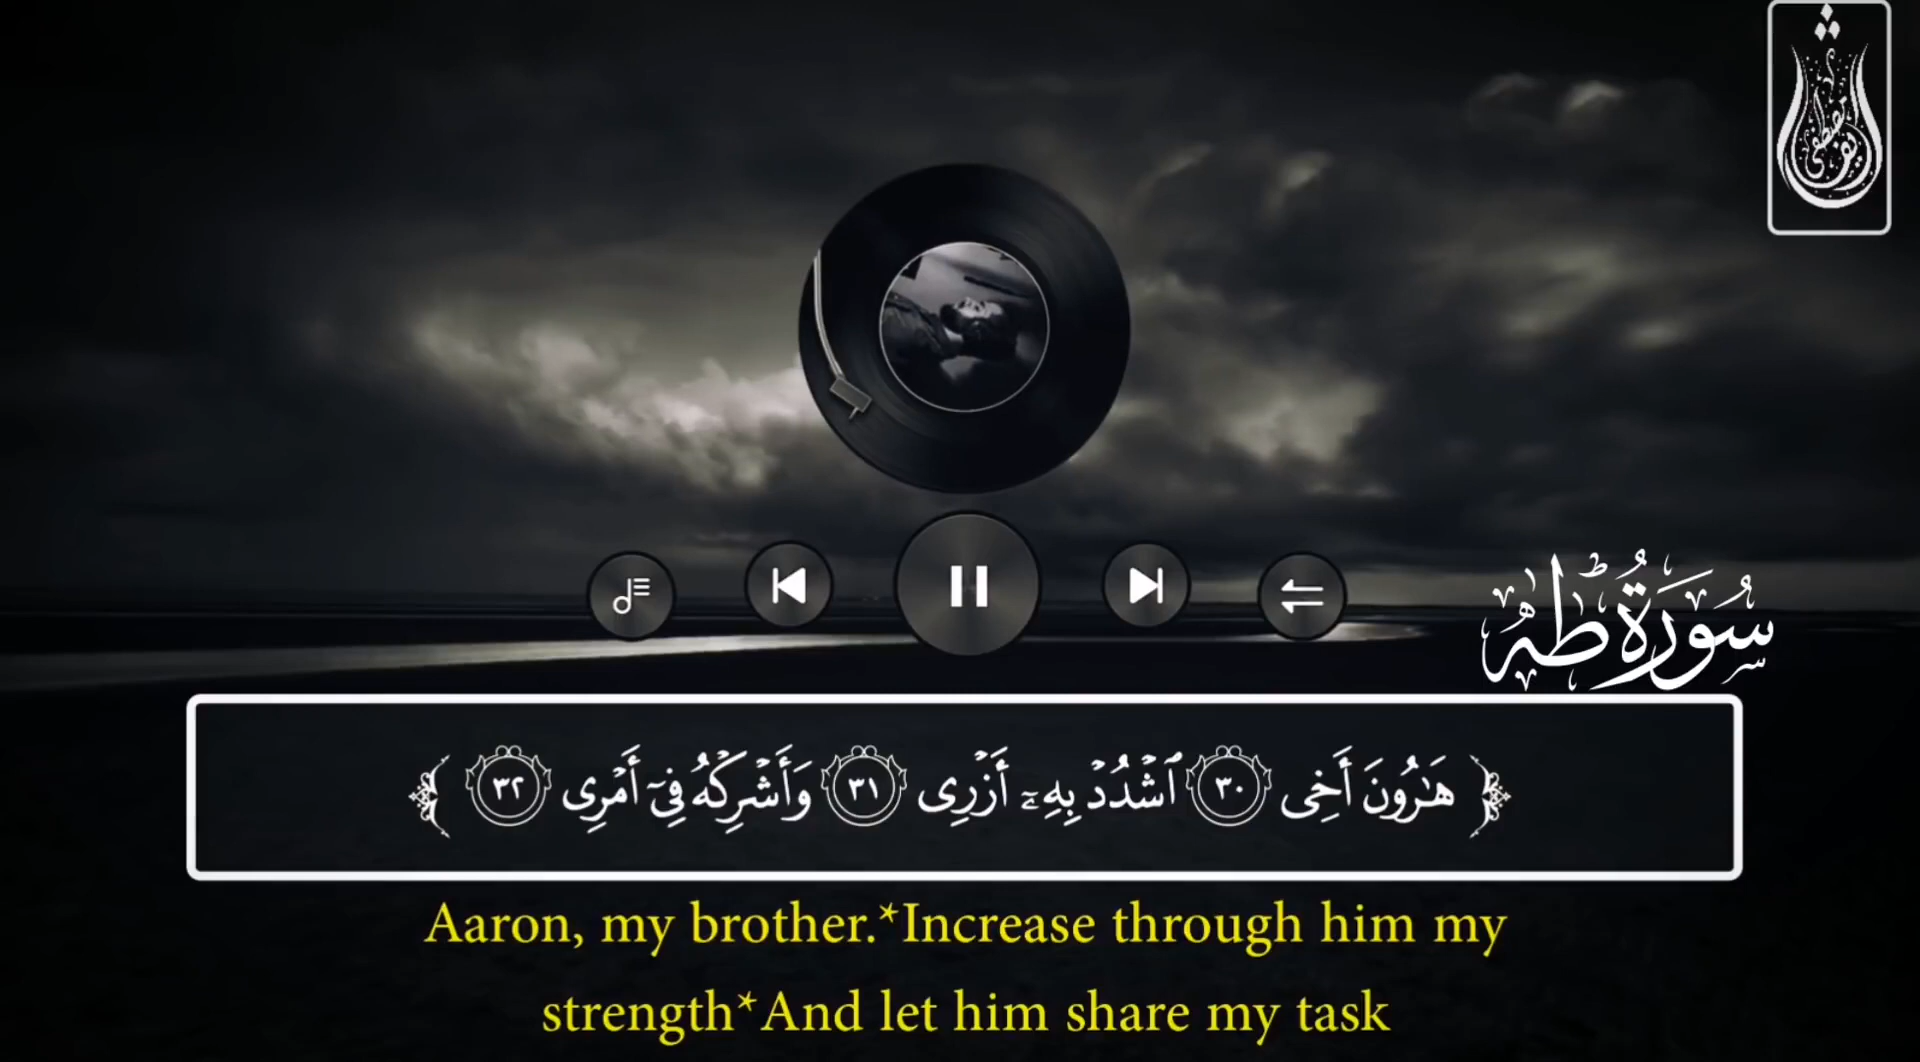 سُورَةُ طه
﴿ هَـٰرُونَ أَخِى ٣٠ ٱشْدُدْ بِهِۦٓ أَزْرِى ٣١ وَأَشْرِكْهُ فِىٓ أَمْرِى ٣٢ ﴾
Aaron, my brother.*Increase through him my
strength*And let him share my task